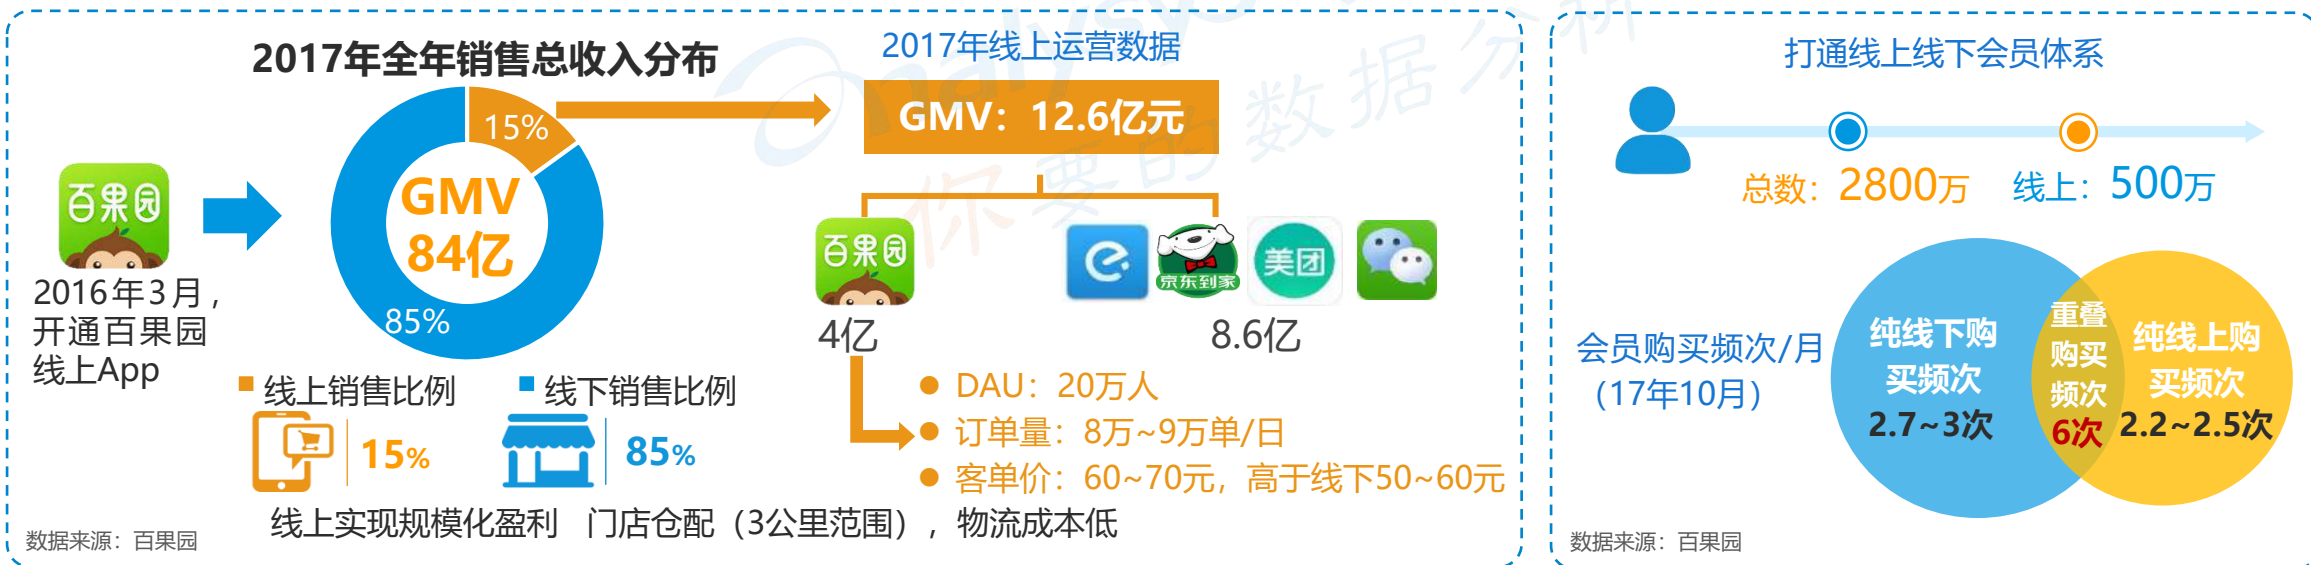 2017年全年销售总收入分布
15%
GMV
84亿
85%
百果园
2016年3月,
开通百果园
线上App
线上销售比例
线下销售比例
15%
85%
线上实现规模化盈利 门店仓配（3公里范围）, 物流成本低
数据来源：百果园
2017年线上运营数据
GMV：12.6亿元
百果园
京东到家
美团
4亿
8.6亿
DAU：20万人
订单量：8万~9万单/日
客单价：60~70元，高于线下50~60元
打通线上线下会员体系
总数：2800万
线上：500万
会员购买频次/月
（17年10月）
纯线下购
买频次
2.7~3次
重叠
购买
频次
6次
纯线上购
买频次
2.2~2.5次
数据来源：百果园
nalysys
你要的数据分析